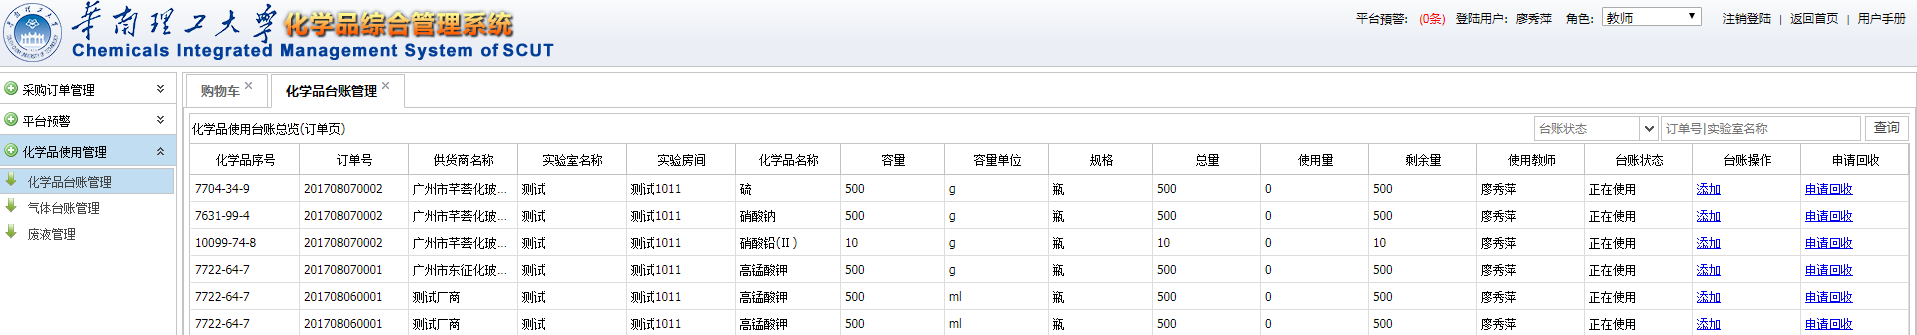 华南理工大学 化学品综合管理系统
Chemicals Integrated Management System of SCUT
平台预警: (0条) 登陆用户: 廖秀萍 角色: 教师 注销登陆 | 返回首页 | 用户手册
采购订单管理
平台预警
化学品使用管理
化学品台账管理
气体台账管理
废液管理
购物车 化学品台账管理
化学品使用台账总览(订单页) 台账状态 订单号|实验室名称 查询
化学品序号 订单号 供货商名称 实验室名称 实验房间 化学品名称 容量 容量单位 规格 总量 使用量 剩余量 使用教师 台账状态 台账操作 申请回收
7704-34-9 201708070002 广州市芊荟化玻... 测试 测试1011 硫 500 g 瓶 500 0 500 廖秀萍 正在使用 添加 申请回收
7631-99-4 201708070002 广州市芊荟化玻... 测试 测试1011 硝酸钠 500 g 瓶 500 0 500 廖秀萍 正在使用 添加 申请回收
10099-74-8 201708070002 广州市芊荟化玻... 测试 测试1011 硝酸铅(II) 10 g 瓶 10 0 10 廖秀萍 正在使用 添加 申请回收
7722-64-7 201708070001 广州市东征化玻... 测试 测试1011 高锰酸钾 500 g 瓶 500 0 500 廖秀萍 正在使用 添加 申请回收
7722-64-7 201708060001 测试厂商 测试 测试1011 高锰酸钾 500 ml 瓶 500 0 500 廖秀萍 正在使用 添加 申请回收
7722-64-7 201708060001 测试厂商 测试 测试1011 高锰酸钾 500 ml 瓶 500 0 500 廖秀萍 正在使用 添加 申请回收